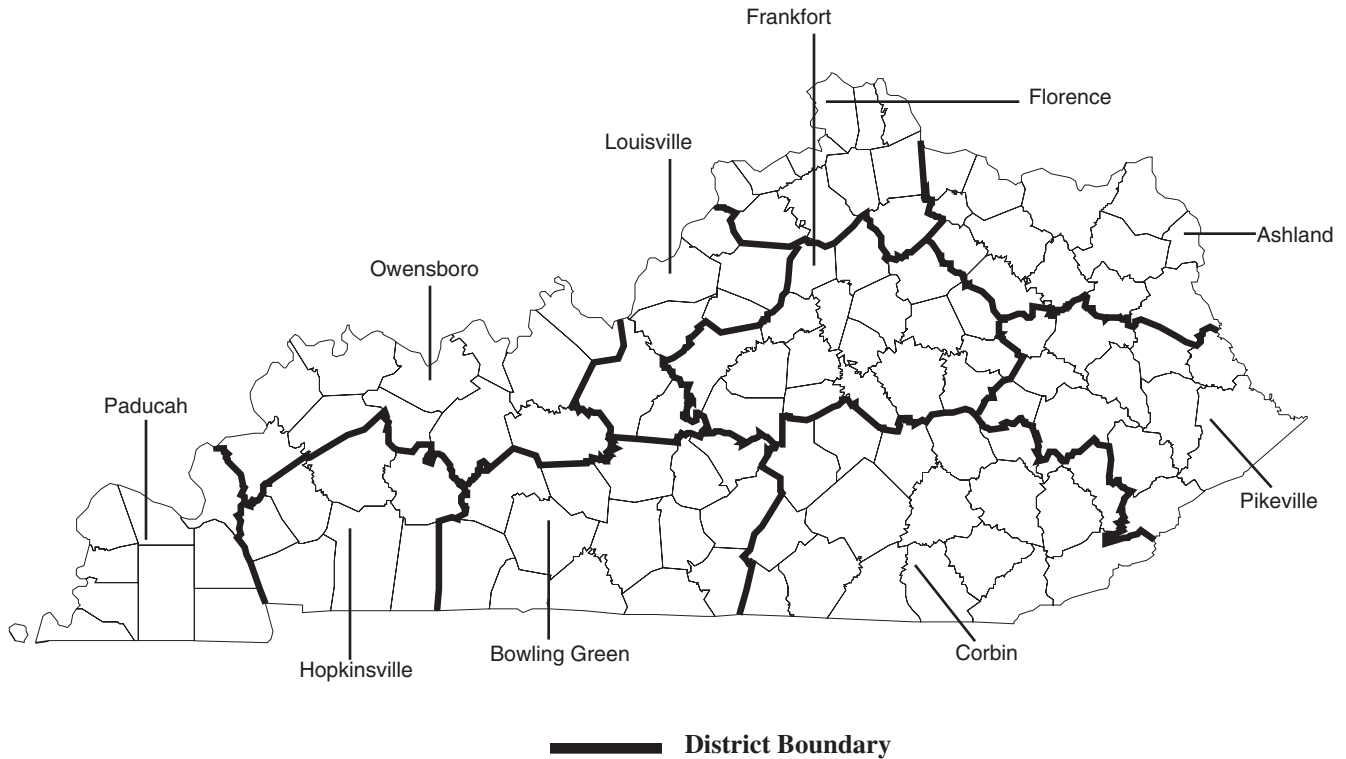 Frankfort
Florence
Louisville
Ashland
Owensboro
Paducah
Pikeville
Hopkinsville
Bowling Green
Corbin
District Boundary